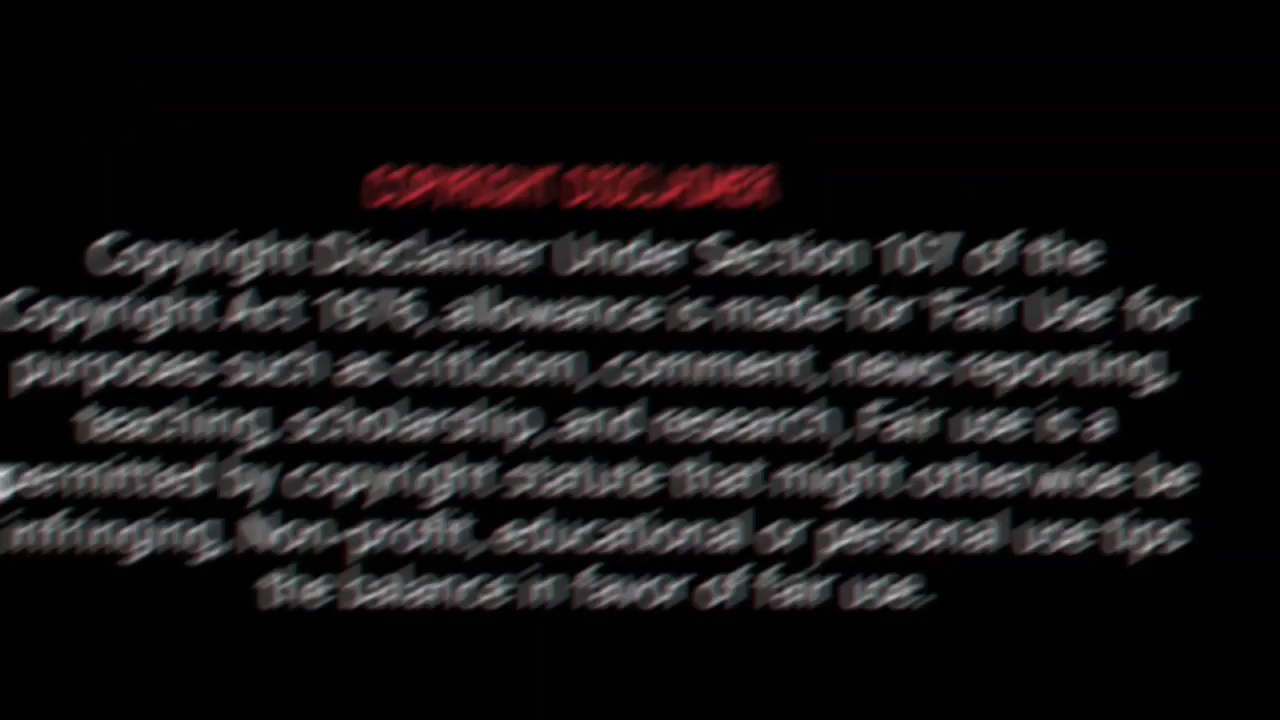 COPYRIGHT DISCLAIMER
Copyright Disclaimer Under Section 107 of the
Copyright Act 1976, allowance is made for "Fair Use" for
purposes such as criticism, comment, news reporting,
teaching, scholarship, and research, Fair use is a
permitted by copyright statute that might otherwise be
infringing. Non-profit, educational or personal use tips
the balance in favor of fair use.